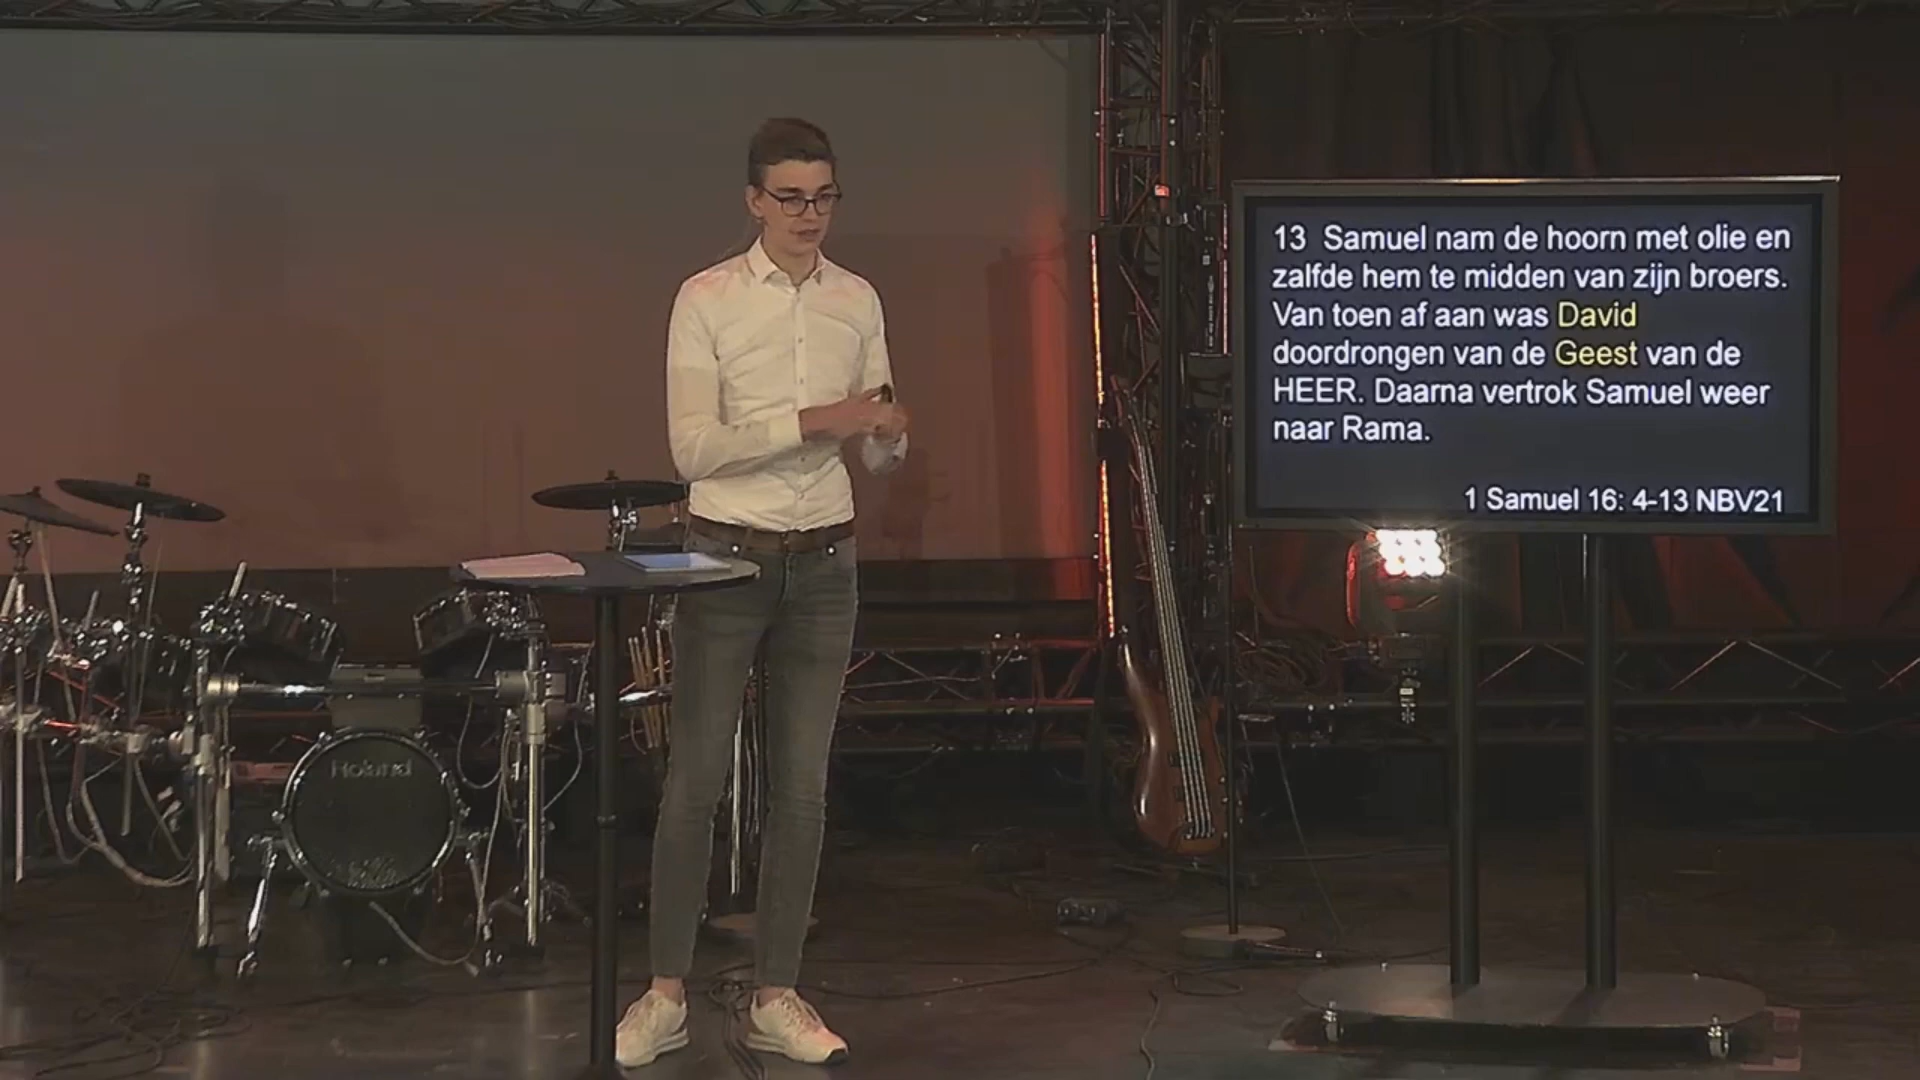 13 Samuel nam de hoorn met olie en
zalfde hem te midden van zijn broers.
Van toen af aan was David
doordrongen van de Geest van de
HEER. Daarna vertrok Samuel weer
naar Rama.
1 Samuel 16: 4-13 NBV21
Roland